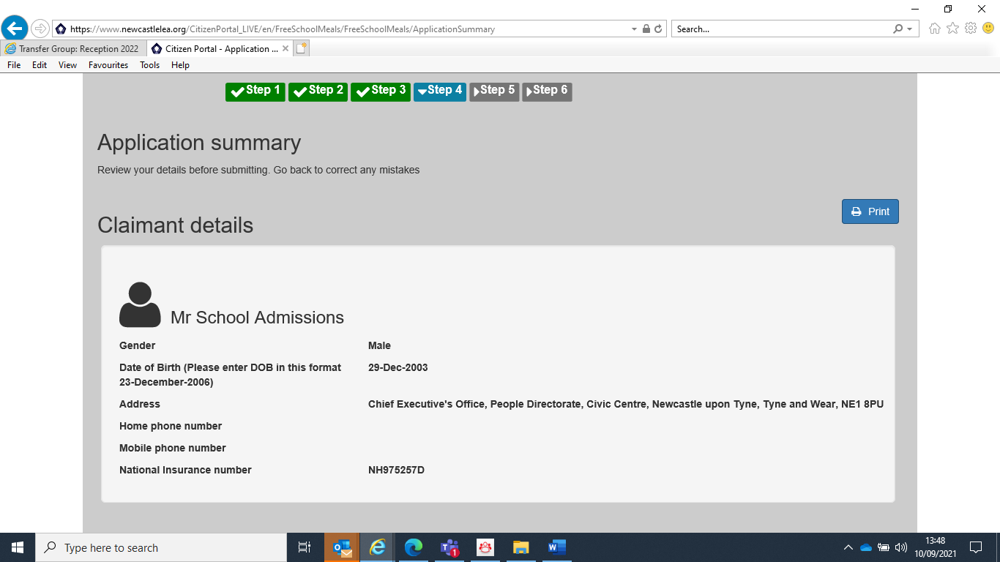 https://www.newcastlelea.org/CitizenPortal_LIVE/en/FreeSchoolMeals/FreeSchoolMeals/ApplicationSummary
Search...
Transfer Group: Reception 2022
Citizen Portal - Application ...
File Edit View Favourites Tools Help
Step 1 Step 2 Step 3 Step 4 Step 5 Step 6
Application summary
Review your details before submitting. Go back to correct any mistakes
Print
Claimant details
Mr School Admissions
Gender Male
Date of Birth (Please enter DOB in this format 29-Dec-2003
23-December-2006)
Address Chief Executive's Office, People Directorate, Civic Centre, Newcastle upon Tyne, Tyne and Wear, NE1 8PU
Home phone number
Mobile phone number
National Insurance number NH975257D
Type here to search
1
13:48
10/09/2021